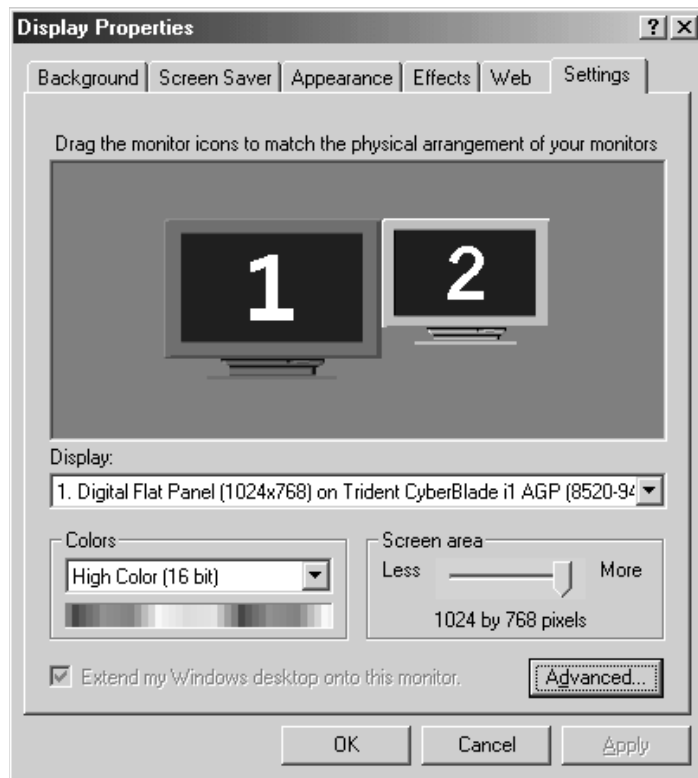 Display Properties
Background Screen Saver Appearance Effects Web Settings
Drag the monitor icons to match the physical arrangement of your monitors
1 2
Display:
1. Digital Flat Panel (1024x768) on Trident CyberBlade i1 AGP (8520-94
Colors Screen area
High Color (16 bit) Less More
1024 by 768 pixels
Extend my Windows desktop onto this monitor. Advanced...
OK Cancel Apply